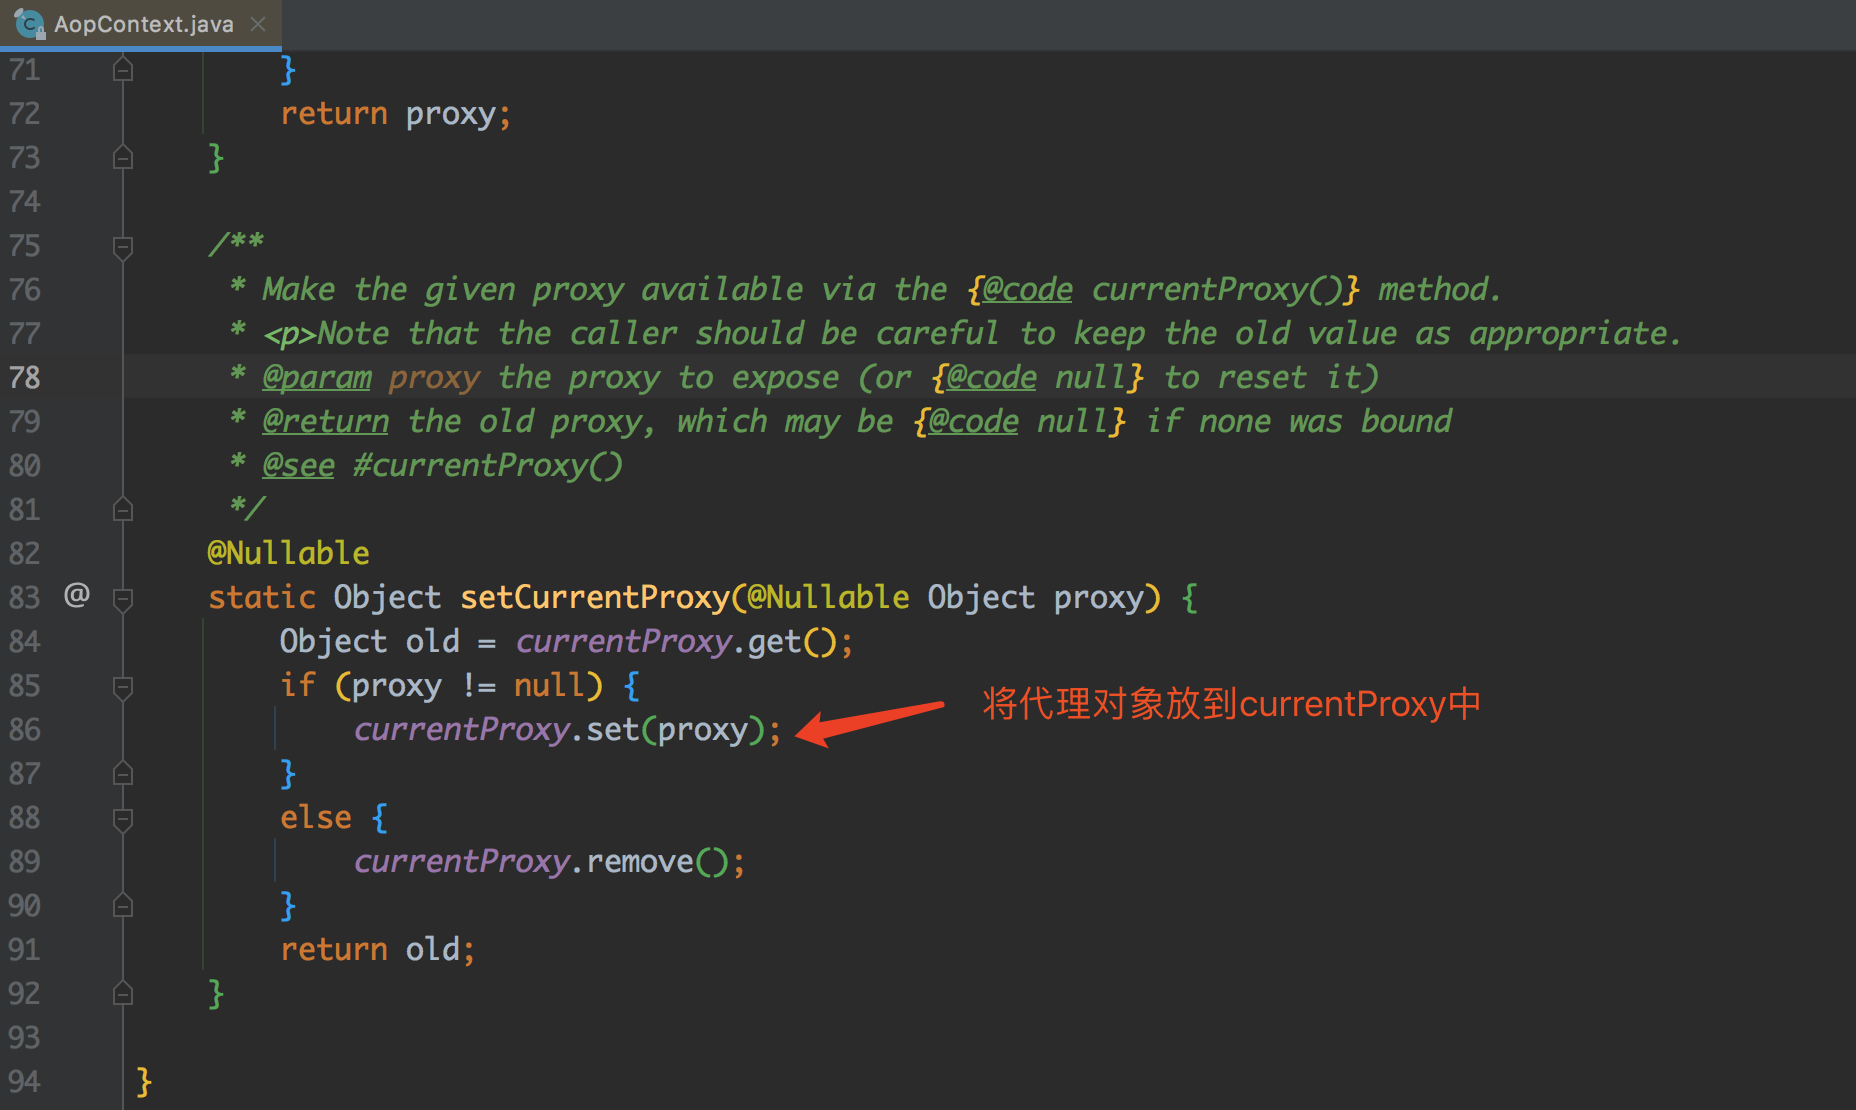 AopContext.java
71 }
72 return proxy;
73 }
74
75 /**
76 * Make the given proxy available via the {@code currentProxy()} method.
77 * <p>Note that the caller should be careful to keep the old value as appropriate.
78 * @param proxy the proxy to expose (or {@code null} to reset it)
79 * @return the old proxy, which may be {@code null} if none was bound
80 * @see #currentProxy()
81 */
82 @Nullable
83 @ static Object setCurrentProxy(@Nullable Object proxy) {
84 Object old = currentProxy.get();
85 if (proxy != null) {
将代理对象放到currentProxy中
86 currentProxy.set(proxy);
87 }
88 else {
89 currentProxy.remove();
90 }
91 return old;
92 }
93
94 }